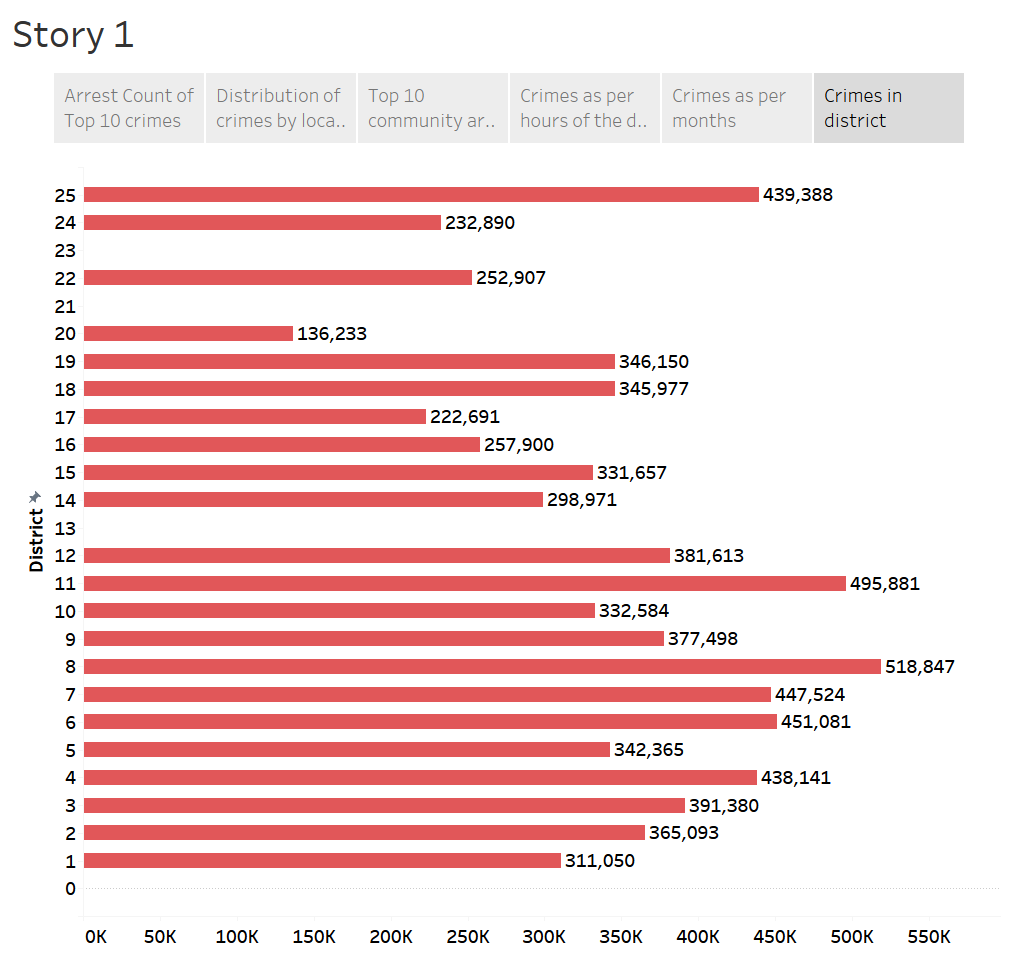 Story 1
Arrest Count of
Top 10 crimes
Distribution of
crimes by loca..
Top 10
community ar..
Crimes as per
hours of the d..
Crimes as per
months
Crimes in
district
District
25 439,388
24 232,890
23
22 252,907
21
20 136,233
19 346,150
18 345,977
17 222,691
16 257,900
15 331,657
14 298,971
13
12 381,613
11 495,881
10 332,584
9 377,498
8 518,847
7 447,524
6 451,081
5 342,365
4 438,141
3 391,380
2 365,093
1 311,050
0
0K 50K 100K 150K 200K 250K 300K 350K 400K 450K 500K 550K